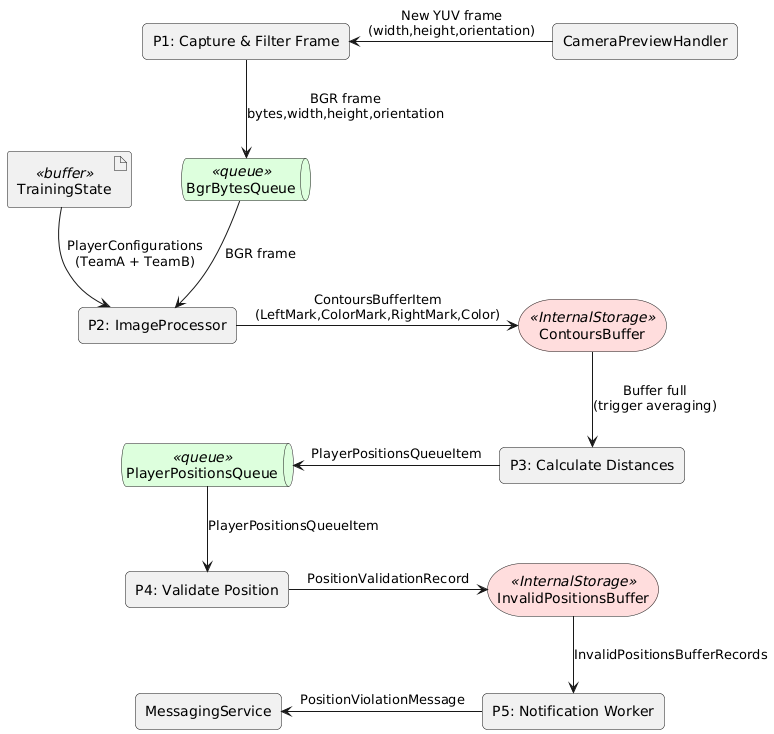 New YUV frame
(width,height,orientation)
P1: Capture & Filter Frame
CameraPreviewHandler
BGR frame
bytes,width,height,orientation
«buffer»
TrainingState
«queue»
BgrBytesQueue
PlayerConfigurations
(TeamA + TeamB)
BGR frame
P2: ImageProcessor
ContoursBufferItem
(LeftMark,ColorMark,RightMark,Color)
«InternalStorage»
ContoursBuffer
Buffer full
(trigger averaging)
«queue»
PlayerPositionsQueue
PlayerPositionsQueueItem
P3: Calculate Distances
PlayerPositionsQueueItem
P4: Validate Position
PositionValidationRecord
«InternalStorage»
InvalidPositionsBuffer
InvalidPositionsBufferRecords
MessagingService
PositionViolationMessage
P5: Notification Worker